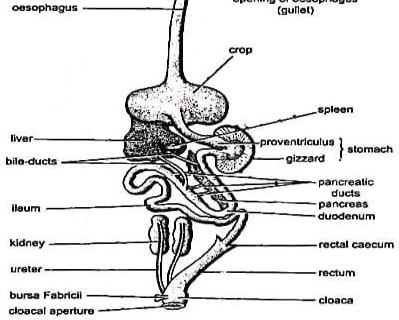 opening of oesophagus
(gullet)
oesophagus
crop
spleen
liver
proventriculus
stomach
bile-ducts
gizzard
pancreatic
ducts
pancreas
ileum
duodenum
kidney
rectal caecum
ureter
rectum
bursa Fabricii
cloaca
cloacal aperture